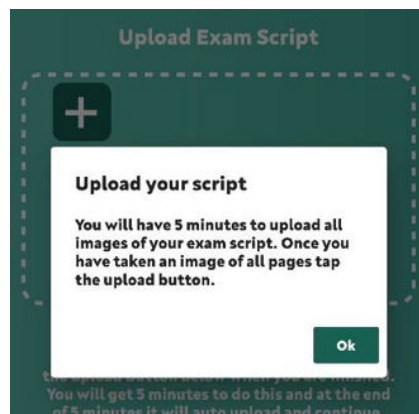 Upload Exam Script
+
Upload your script
You will have 5 minutes to upload all
images of your exam script. Once you
have taken an image of all pages tap
the upload button.
Ok
the upload button below when you are finished.
You will get 5 minutes to do this and at the end
of 5 minutes it will auto upload and continue